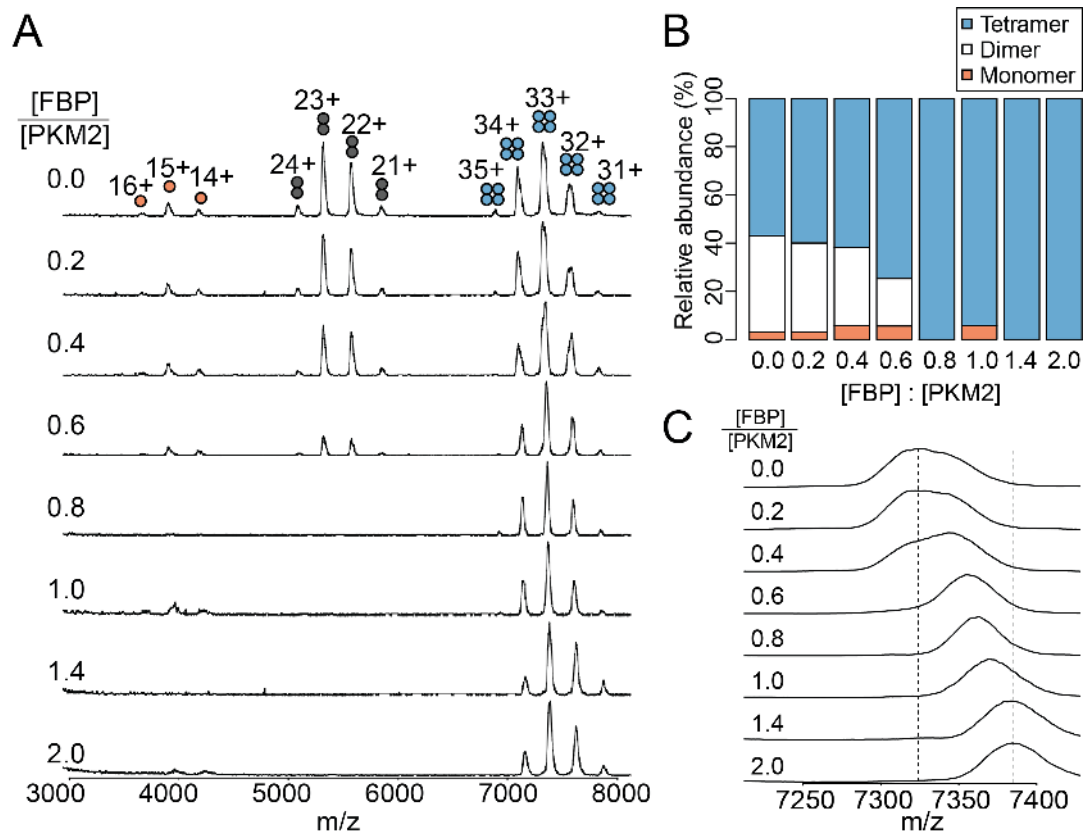 A
[FBP]
[PKM2]
0.0
16+
15+
14+
24+
23+
22+
21+
35+
34+
33+
32+
31+
0.2
0.4
0.6
0.8
1.0
1.4
2.0
3000 4000 5000 6000 7000 8000
m/z
B
Tetramer
Dimer
Monomer
Relative abundance (%)
100
80
60
40
20
0
0.0 0.2 0.4 0.6 0.8 1.0 1.4 2.0
[FBP] : [PKM2]
C
[FBP]
[PKM2]
0.0
0.2
0.4
0.6
0.8
1.0
1.4
2.0
7250 7300 7350 7400
m/z